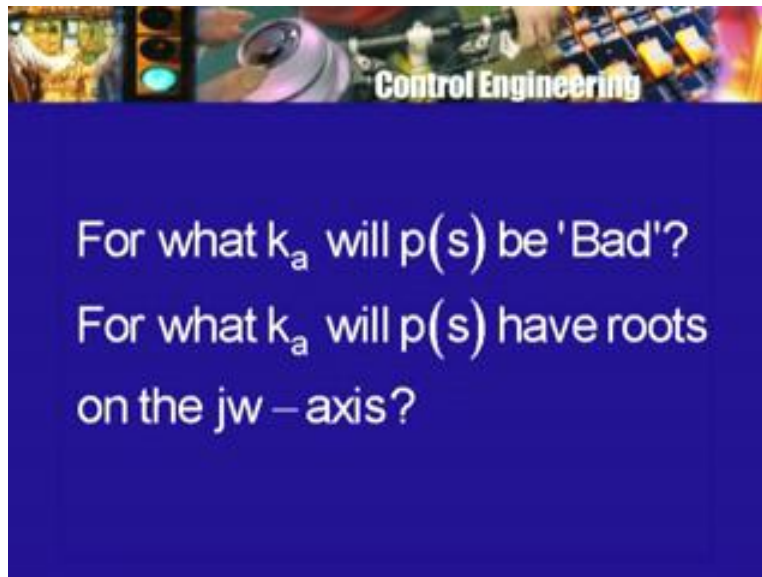 Control Engineering
For what kₐ will p(s) be 'Bad'?
For what kₐ will p(s) have roots
on the jw – axis?